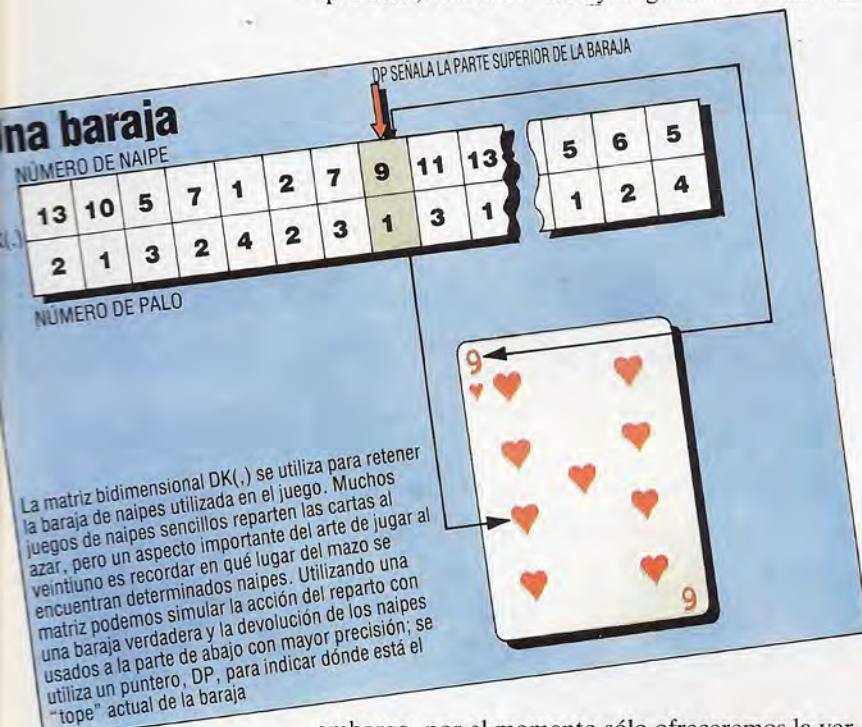 DP SEÑALA LA PARTE SUPERIOR DE LA BARAJA
na baraja
NÚMERO DE NAIPE
13 10 5 7 1 2 7 9 11 13 5 6 5
2 1 3 2 4 2 3 1 3 1 1 2 4
NÚMERO DE PALO
9
9
La matriz bidimensional DK(,) se utiliza para retener
la baraja de naipes utilizada en el juego. Muchos
juegos de naipes sencillos reparten las cartas al
azar, pero un aspecto importante del arte de jugar al
veintiuno es recordar en qué lugar del mazo se
encuentran determinados naipes. Utilizando una
matriz podemos simular la acción del reparto con
una baraja verdadera y la devolución de los naipes
usados a la parte de abajo con mayor precisión; se
utiliza un puntero, DP, para indicar dónde está el
"tope" actual de la baraja
por el momento sólo ofreceremos la